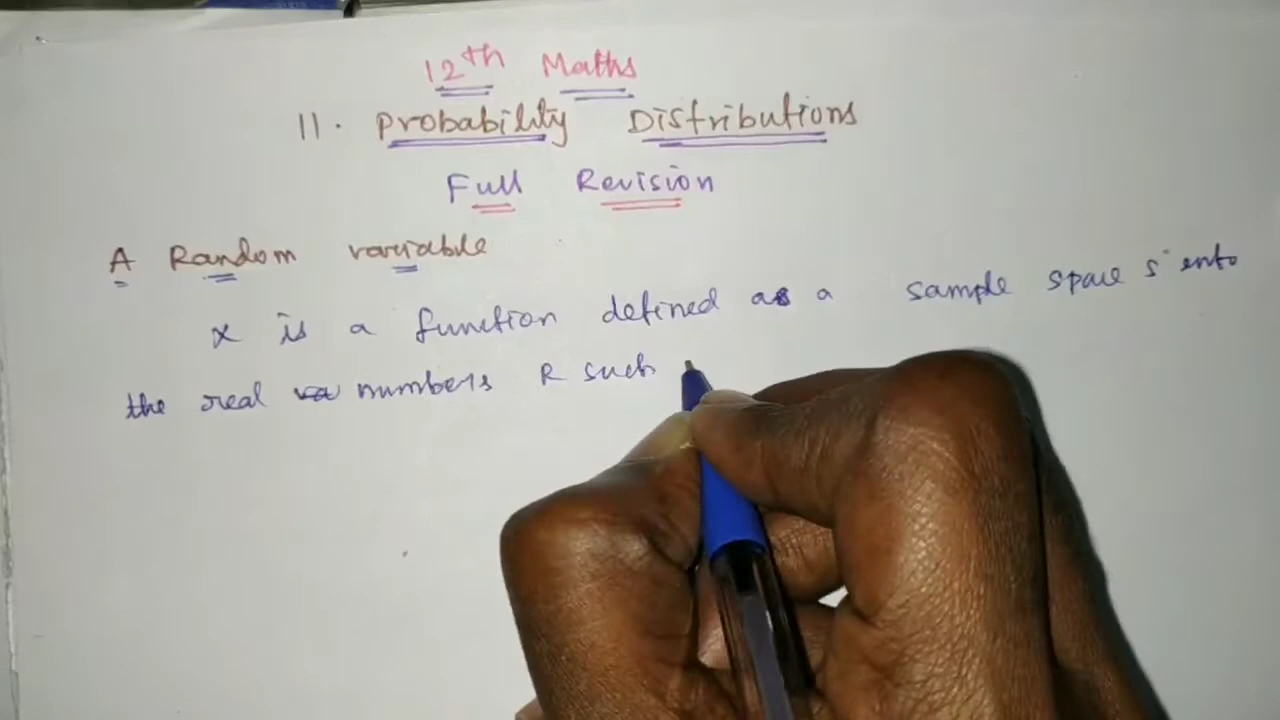 12th Maths
11. Probability Distributions
Full Revision
A Random variable
X is a function defined as a sample space S into
the real numbers R such